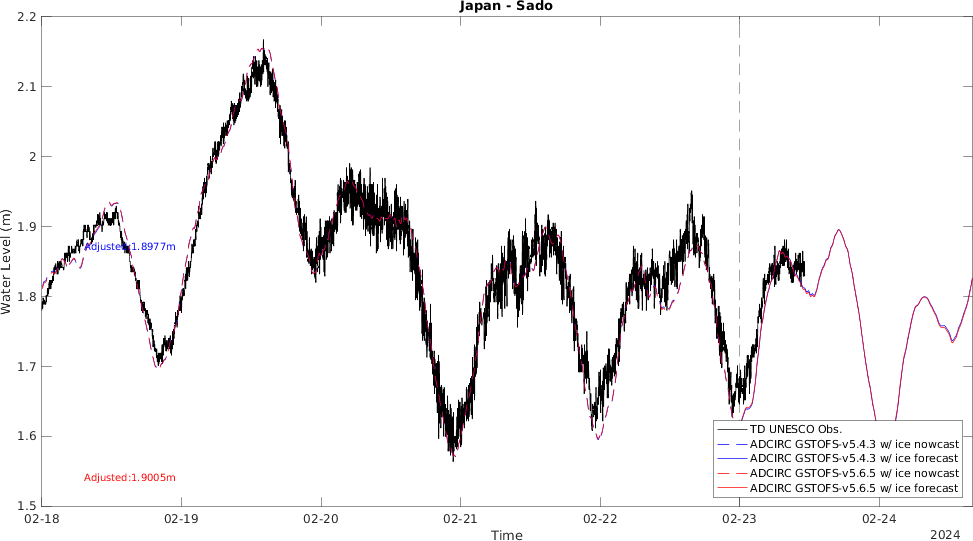 Japan - Sado
2.2
2.1
2
1.9
1.8
1.7
1.6
1.5
Water Level (m)
Adjusted:1.8977m
Adjusted:1.9005m
TD UNESCO Obs.
ADCIRC GSTOFS-v5.4.3 w/ ice nowcast
ADCIRC GSTOFS-v5.4.3 w/ ice forecast
ADCIRC GSTOFS-v5.6.5 w/ ice nowcast
ADCIRC GSTOFS-v5.6.5 w/ ice forecast
02-18 02-19 02-20 02-21 02-22 02-23 02-24
Time
2024